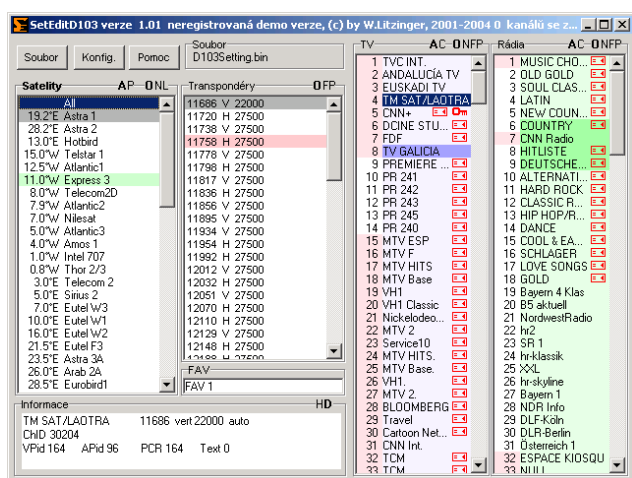 SetEditD103 verze 1.01 neregistrovaná demo verze, (c) by W.Litzinger, 2001-2004 0 kanálů se z...
Soubor
Konfig.
Pomoc
Soubor
D103Setting.bin
Satelity AP ONL
All
19.2°E Astra 1
28.2°E Astra 2
13.0°E Hotbird
15.0°W Telstar 1
12.5°W Atlantic1
11.0°W Express 3
8.0°W Telecom2D
7.9°W Atlantic2
7.0°W Nilesat
5.0°W Atlantic3
4.0°W Amos 1
1.0°W Intel 707
0.8°W Thor 2/3
3.0°E Telecom 2
5.0°E Sirius 2
7.0°E Eutel W3
10.0°E Eutel W1
16.0°E Eutel W2
21.5°E Eutel F3
23.5°E Astra 3A
26.0°E Arab 2A
28.5°E Eurobird1
Transpondéry OFP
11686 V 22000
11720 H 27500
11738 V 27500
11758 H 27500
11778 V 27500
11798 H 27500
11817 V 27500
11836 H 27500
11856 V 27500
11895 V 27500
11934 V 27500
11954 H 27500
11992 H 27500
12012 V 27500
12032 H 27500
12051 V 27500
12070 H 27500
12110 H 27500
12129 V 27500
12148 H 27500
12188 H 27500
FAV
FAV 1
Informace HD
TM SAT/LAOTRA 11686 vert 22000 auto
ChID 30204
VPid 164 APid 96 PCR 164 Text 0
TV AC ONFP
1 TVC INT.
2 ANDALUCÍA TV
3 EUSKADI TV
4 TM SAT/LAOTRA
5 CNN+
6 DCINE STU...
7 FDF
8 TV GALICIA
9 PREMIERE ...
10 PR 241
11 PR 242
12 PR 243
13 PR 245
14 PR 240
15 MTV ESP
16 MTV F
17 MTV HITS
18 MTV Base
19 VH1
20 VH1 Classic
21 Nickelodeo...
22 MTV 2
23 Service10
24 MTV HITS.
25 MTV Base.
26 VH1.
27 MTV 2.
28 BLOOMBERG
29 Travel
30 Cartoon Net...
31 CNN Int.
32 TCM
33 TCM
Rádia AC ONFP
1 MUSIC CHO...
2 OLD GOLD
3 SOUL CLAS...
4 LATIN
5 NEW COUN...
6 COUNTRY
7 CNN Radio
8 HITLISTE
9 DEUTSCHE...
10 ALTERNATI...
11 HARD ROCK
12 CLASSIC R...
13 HIP HOP/R...
14 DANCE
15 COOL & EA...
16 SCHLAGER
17 LOVE SONGS
18 GOLD
19 Bayern 4 Klas
20 B5 aktuell
21 NordwestRadio
22 hr2
23 SR 1
24 hr-klassik
25 XXL
26 hr-skyline
27 Bayern 1
28 NDR Info
29 DLF-Köln
30 DLR-Berlin
31 Österreich 1
32 ESPACE KIOSQU
33 NULL